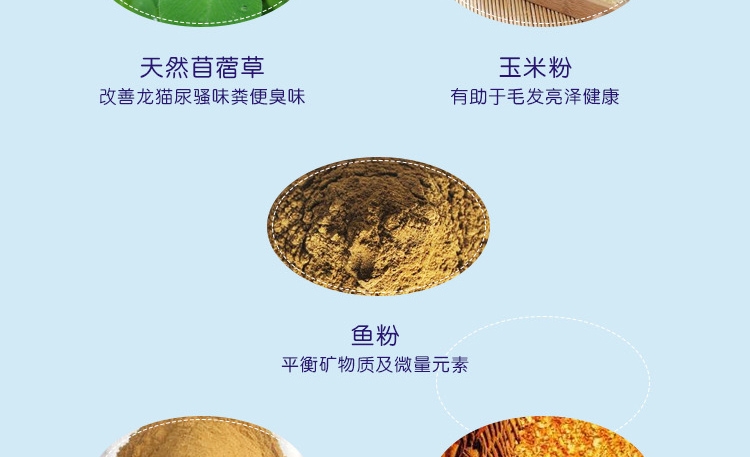 天然苜蓿草
改善龙猫尿骚味粪便臭味
玉米粉
有助于毛发亮泽健康
鱼粉
平衡矿物质及微量元素